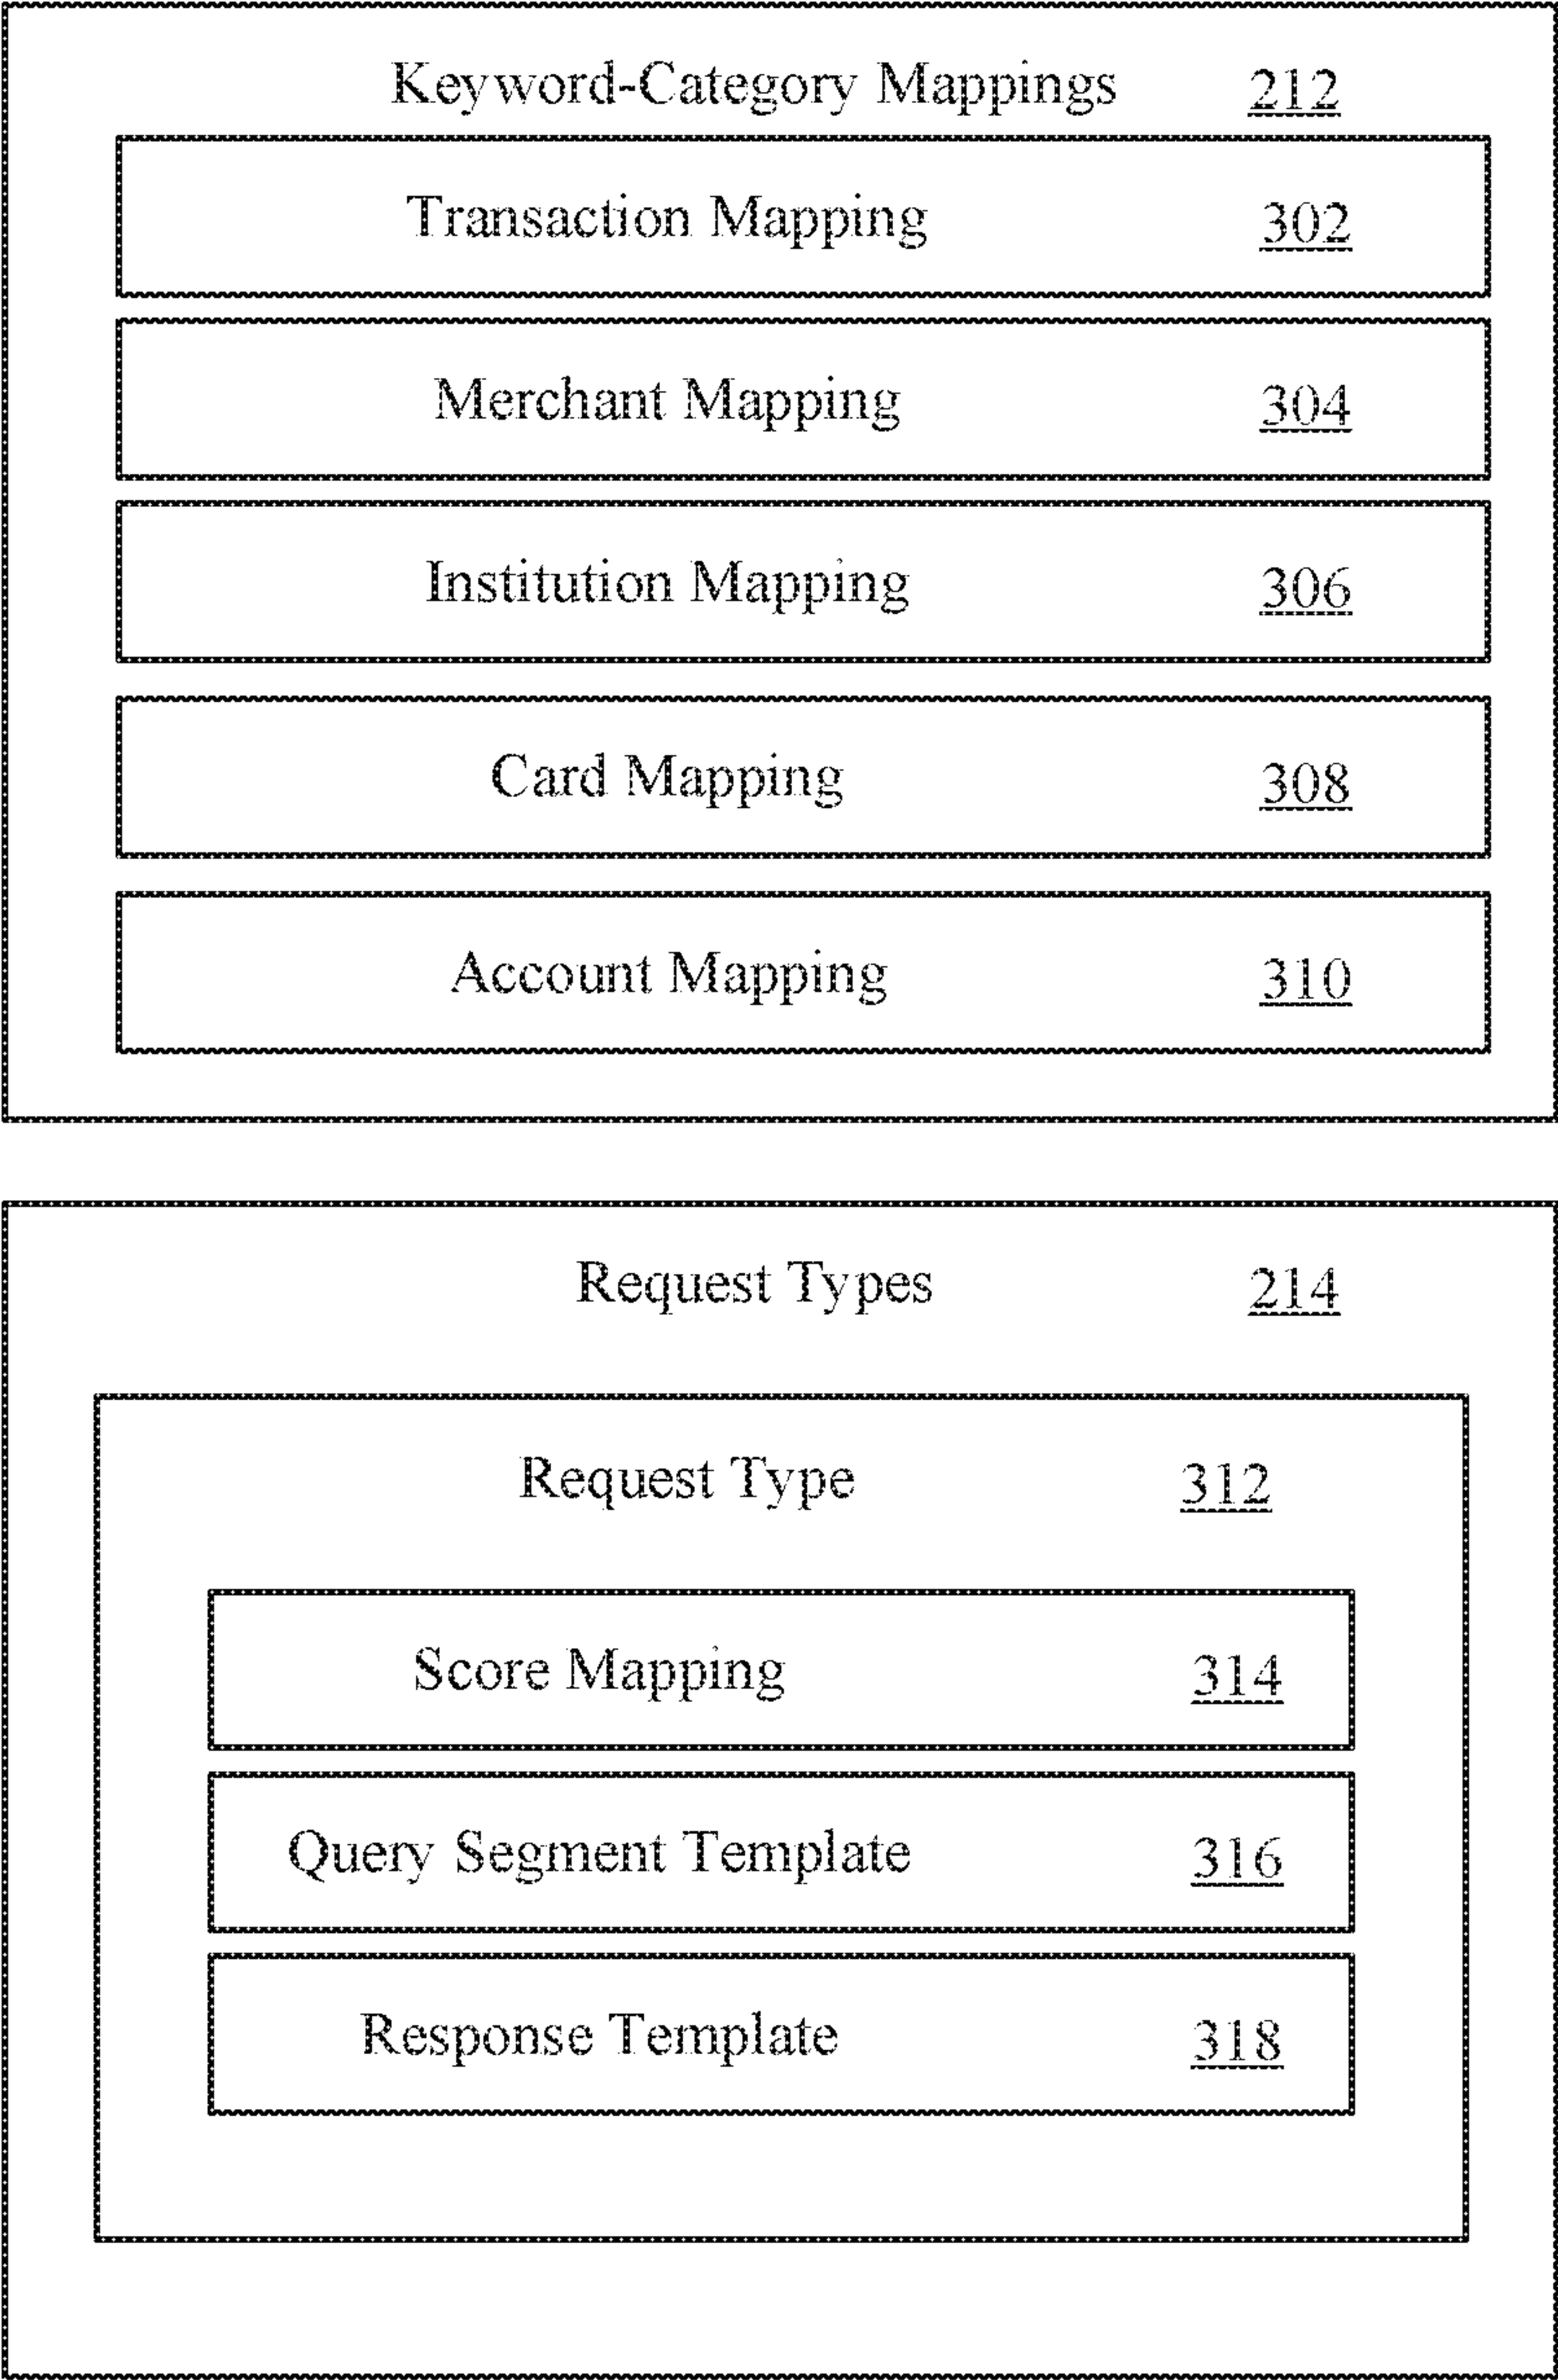 Keyword-Category Mappings 212
Transaction Mapping 302
Merchant Mapping 304
Institution Mapping 306
Card Mapping 308
Account Mapping 310
Request Types 214
Request Type 312
Score Mapping 314
Query Segment Template 316
Response Template 318